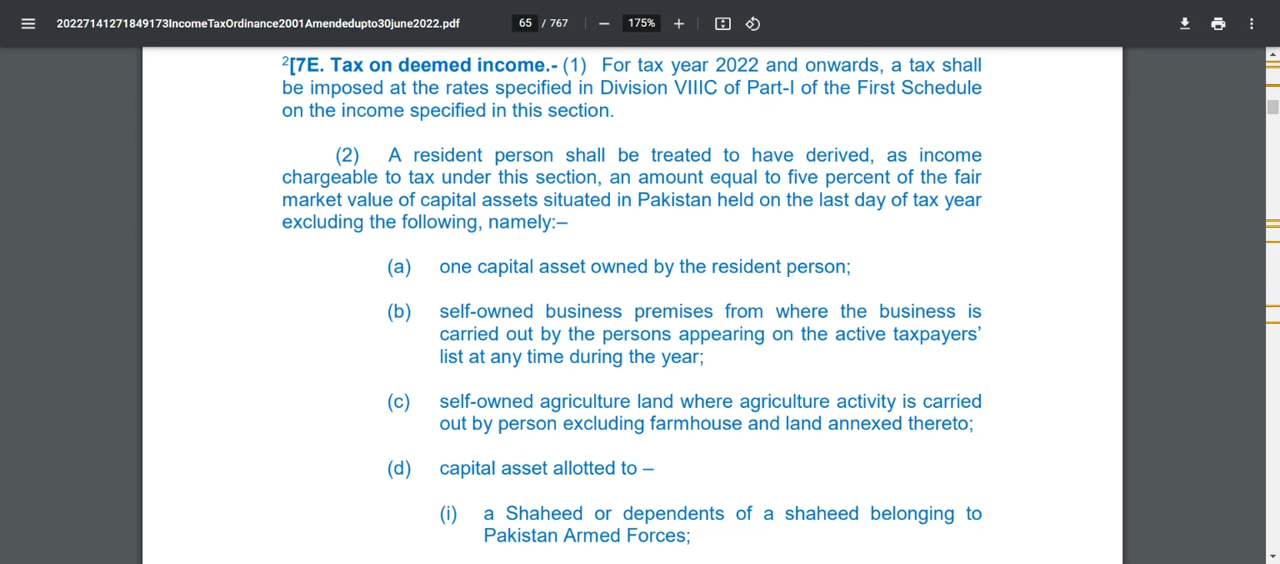 20227141271849173IncomeTaxOrdinance2001Amendedupto30june2022.pdf 65 / 767 175%
²[7E. Tax on deemed income.- (1) For tax year 2022 and onwards, a tax shall
be imposed at the rates specified in Division VIIIC of Part-I of the First Schedule
on the income specified in this section.
(2) A resident person shall be treated to have derived, as income
chargeable to tax under this section, an amount equal to five percent of the fair
market value of capital assets situated in Pakistan held on the last day of tax year
excluding the following, namely:–
(a) one capital asset owned by the resident person;
(b) self-owned business premises from where the business is
carried out by the persons appearing on the active taxpayers’
list at any time during the year;
(c) self-owned agriculture land where agriculture activity is carried
out by person excluding farmhouse and land annexed thereto;
(d) capital asset allotted to –
(i) a Shaheed or dependents of a shaheed belonging to
Pakistan Armed Forces;